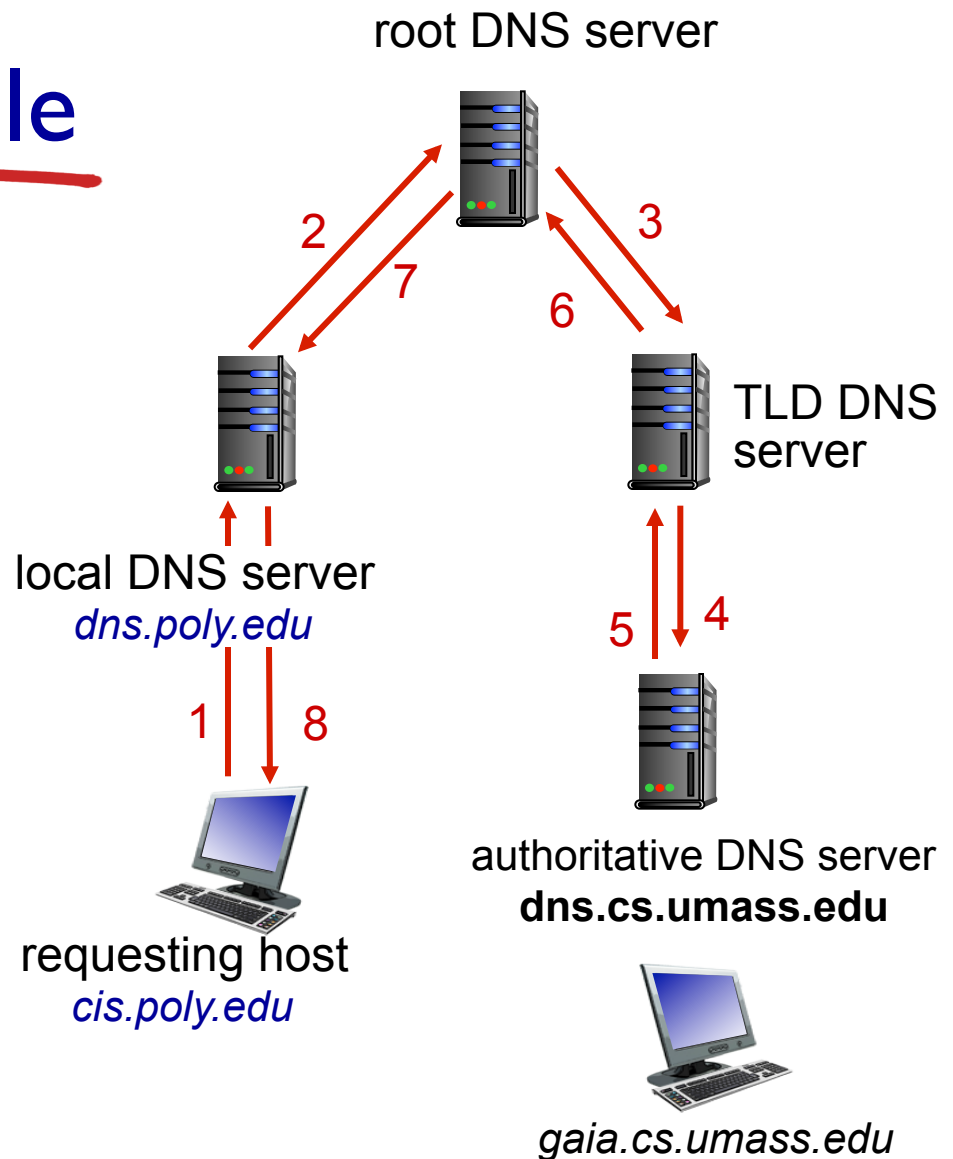 root DNS server
le
2
3
7
6
TLD DNS
server
local DNS server
dns.poly.edu
5
4
1
8
authoritative DNS server
dns.cs.umass.edu
requesting host
cis.poly.edu
gaia.cs.umass.edu